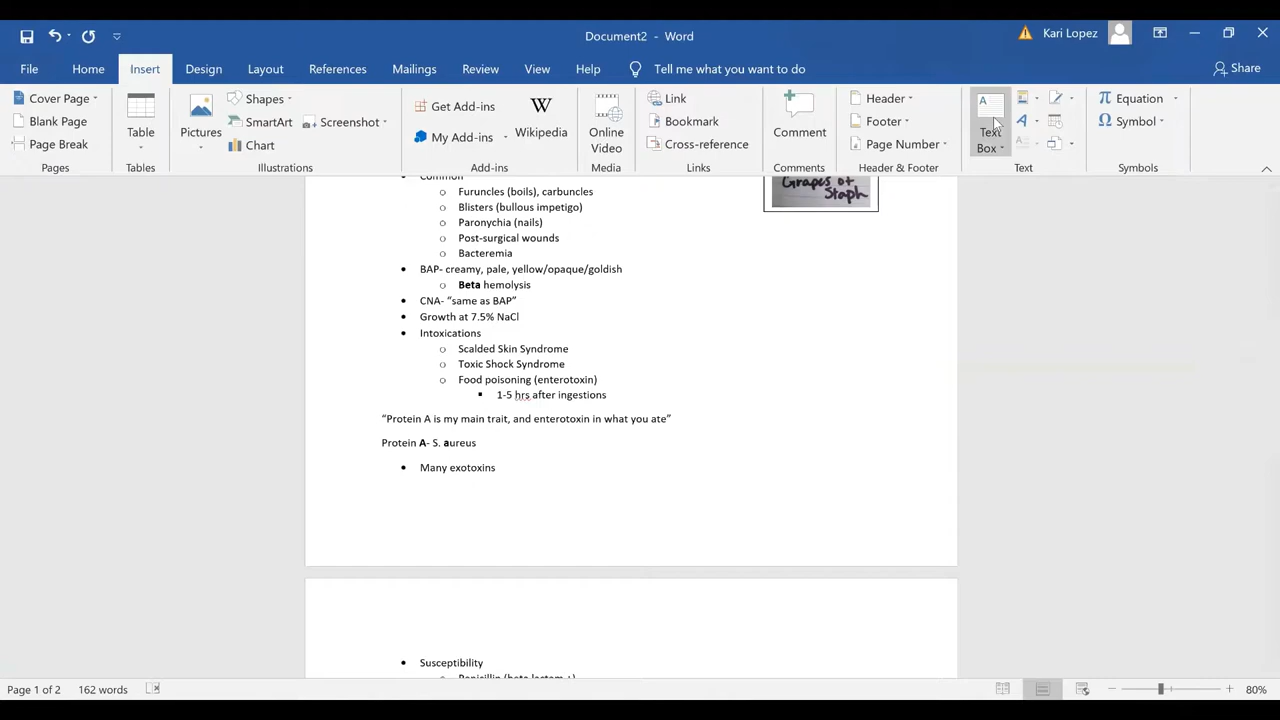 Document2 - Word
Kari Lopez
File Home Insert Design Layout References Mailings Review View Help Tell me what you want to do Share
Cover Page
Blank Page
Page Break
Pages
Table
Tables
Pictures
Shapes
SmartArt
Chart
Screenshot
Illustrations
Get Add-ins
My Add-ins
Wikipedia
Add-ins
Online
Video
Media
Link
Bookmark
Cross-reference
Links
Comment
Comments
Header
Footer
Page Number
Header & Footer
A
Text
Box
Text
Equation
Symbol
Symbols
Common
Furuncles (boils), carbuncles
Blisters (bullous impetigo)
Paronychia (nails)
Post-surgical wounds
Bacteremia
BAP- creamy, pale, yellow/opaque/goldish
Beta hemolysis
CNA- “same as BAP”
Growth at 7.5% NaCl
Intoxications
Scalded Skin Syndrome
Toxic Shock Syndrome
Food poisoning (enterotoxin)
1-5 hrs after ingestions
“Protein A is my main trait, and enterotoxin in what you ate”
Protein A- S. aureus
Many exotoxins
Grapes of
Staph
Susceptibility
Penicillin (beta lactam +)
Page 1 of 2 162 words 80%